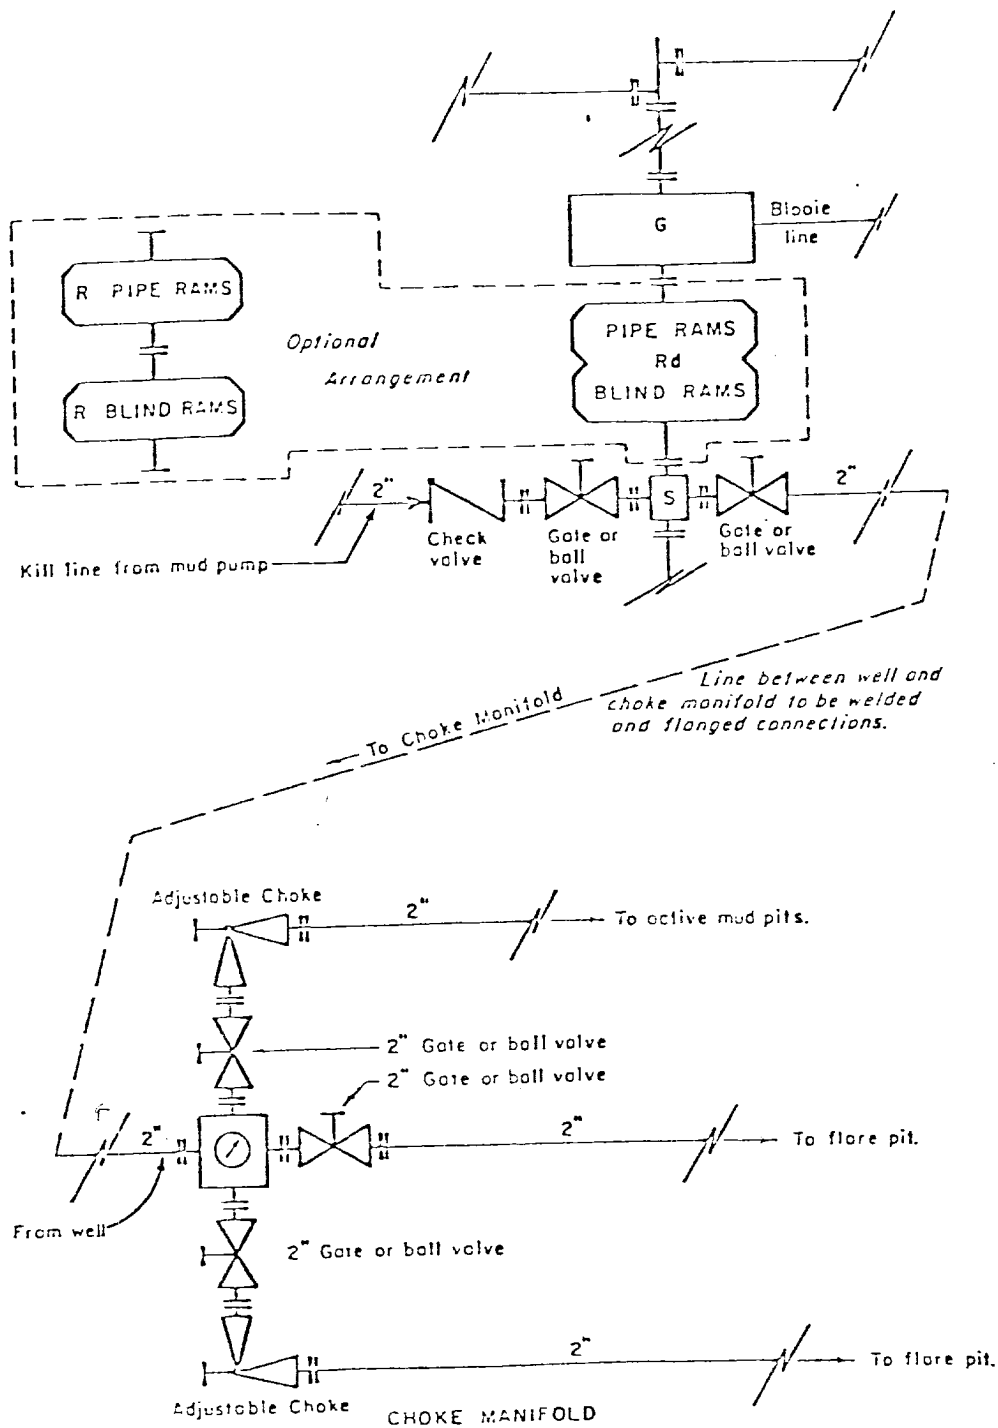 G
Blooie
line
R PIPE RAMS
PIPE RAMS
Rd
BLIND RAMS
Optional
Arrangement
R BLIND RAMS
2"
S
2"
Check
valve
Gate or
ball
valve
Gate or
ball valve
Kill line from mud pump
Line between well and
choke manifold to be welded
and flanged connections.
To Choke Manifold
Adjustable Choke
2"
To active mud pits.
2" Gate or ball valve
2" Gate or ball valve
2"
2"
To flare pit.
From well
2" Gate or ball valve
2"
To flare pit.
Adjustable Choke
CHOKE MANIFOLD